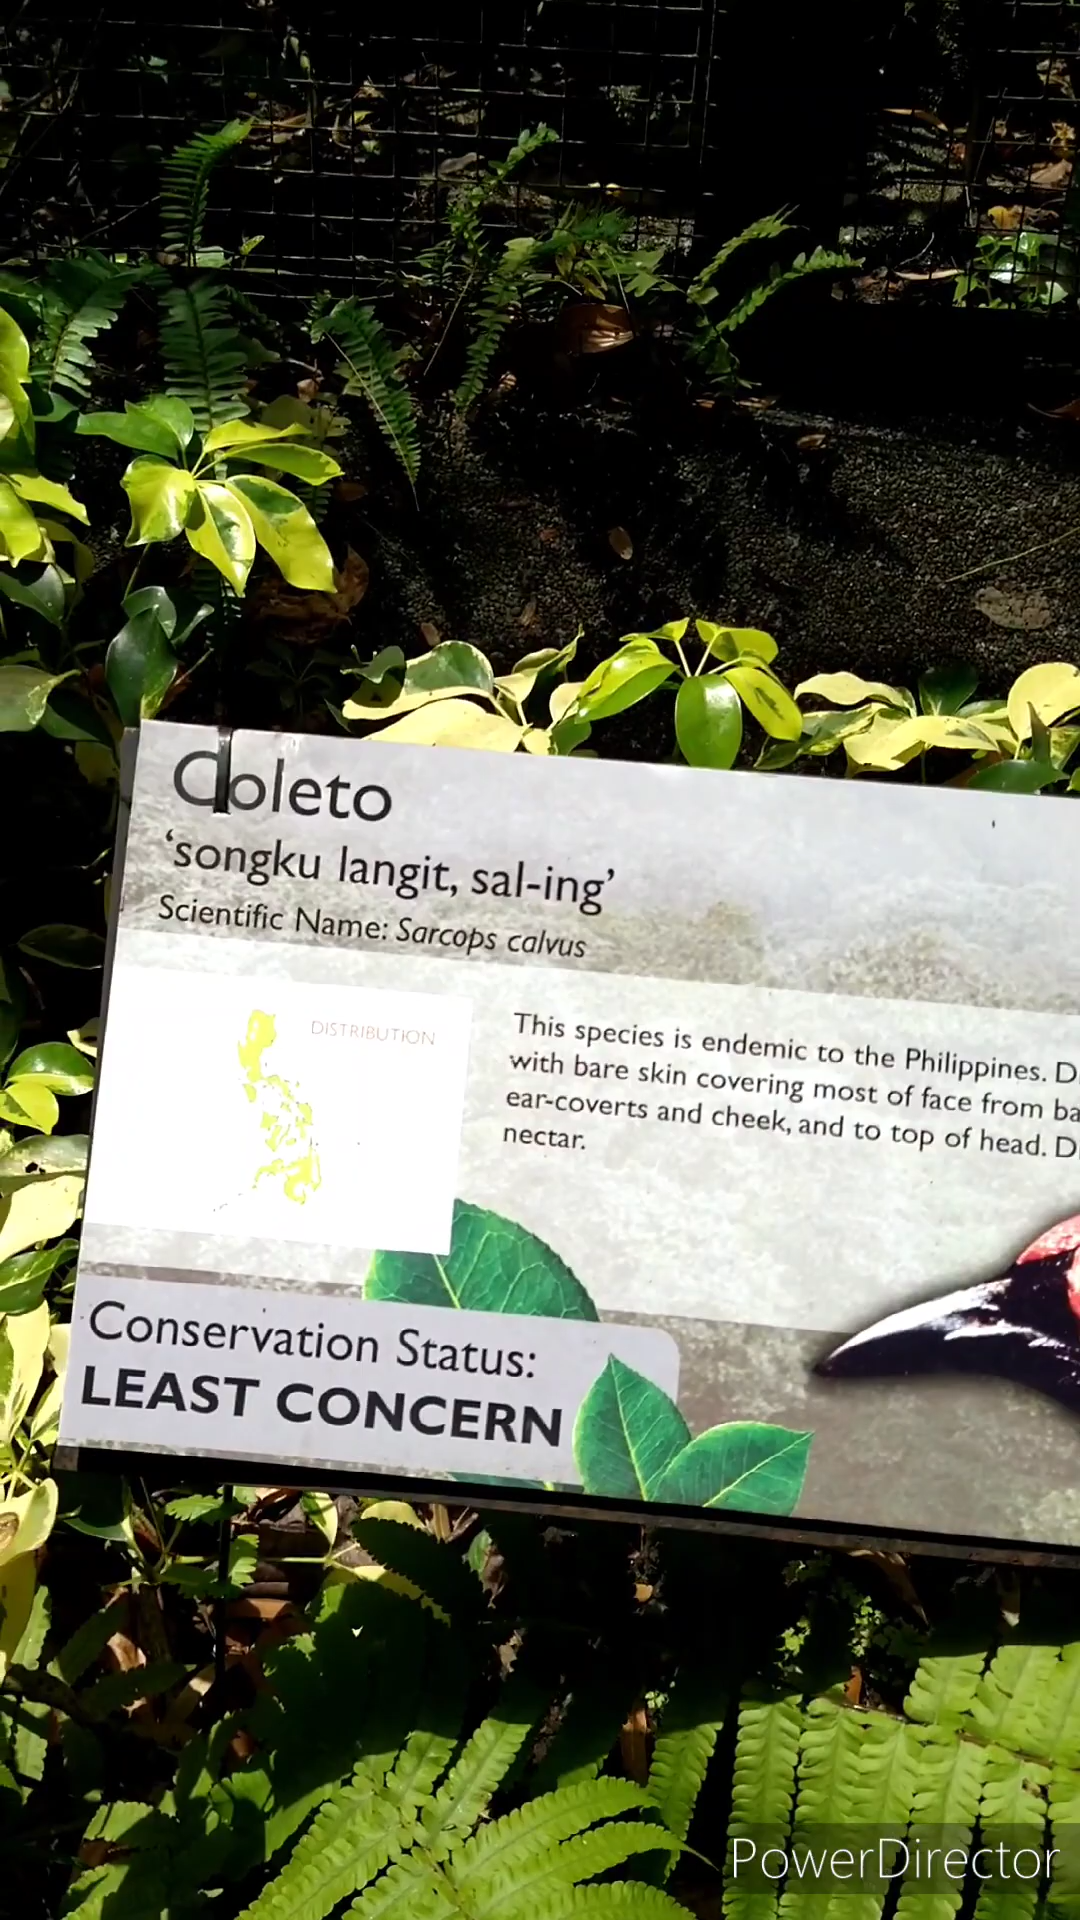 Coleto
‘songku langit, sal-ing’
Scientific Name: Sarcops calvus
DISTRIBUTION
This species is endemic to the Philippines. D
with bare skin covering most of face from ba
ear-coverts and cheek, and to top of head. D
nectar.
Conservation Status:
LEAST CONCERN
PowerDirector